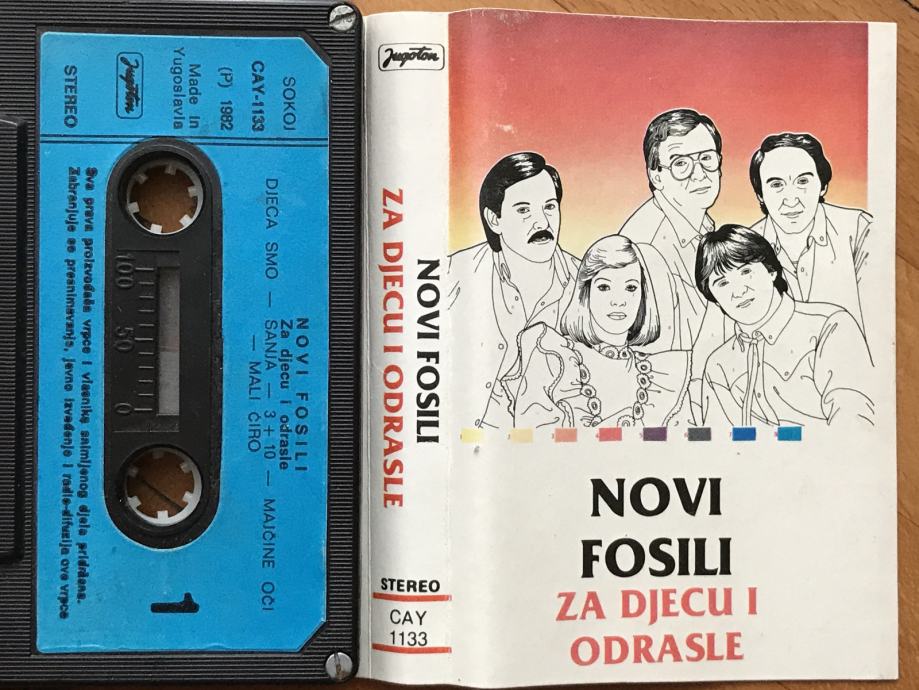 SOKOJ
CAY-1133
(P) 1982
Made in
Yugoslavia
Jugoton
STEREO
NOVI FOSILI
Za djecu i odrasle
DJECA SMO — SANJA — 3+10 — MAJČINE OČI
— MALI ĆIRO
100 50 0
1
Sva prava proizvođača vrpce i vlasnika snimljenog djela pridržana.
Zabranjuje se presnimavanje, javno izvođenje i radio-difuzija ove vrpce
Jugoton
NOVI FOSILI
ZA DJECU I ODRASLE
STEREO
CAY
1133
NOVI
FOSILI
ZA DJECU I
ODRASLE